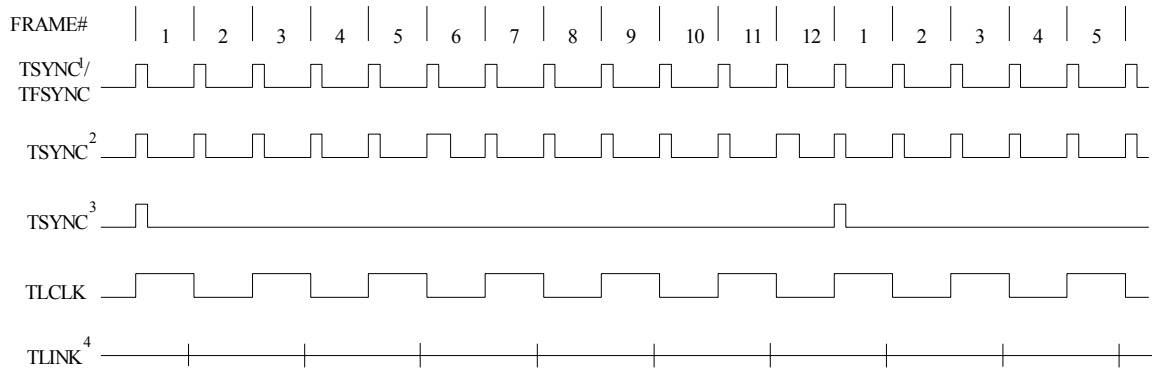 FRAME# 1 2 3 4 5 6 7 8 9 10 11 12 1 2 3 4 5
TSYNC1/
TFSYNC
TSYNC2
TSYNC3
TLCLK
TLINK4